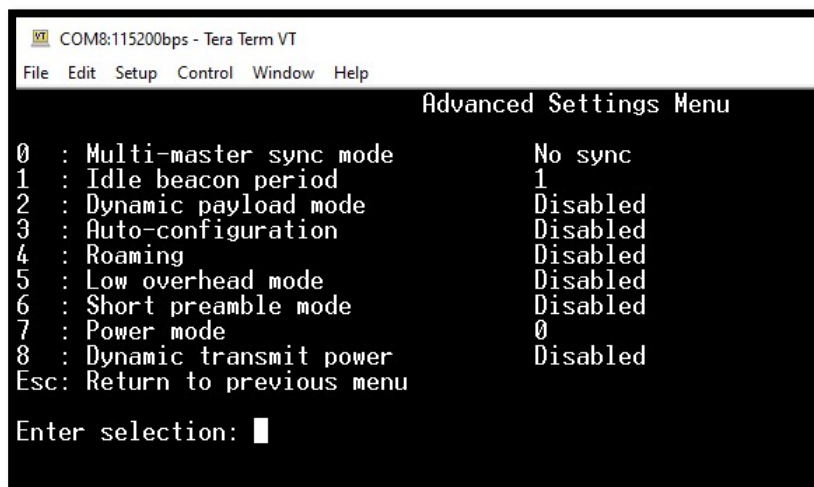 COM8:115200bps - Tera Term VT
File Edit Setup Control Window Help
Advanced Settings Menu
0 : Multi-master sync mode No sync
1 : Idle beacon period 1
2 : Dynamic payload mode Disabled
3 : Auto-configuration Disabled
4 : Roaming Disabled
5 : Low overhead mode Disabled
6 : Short preamble mode Disabled
7 : Power mode 0
8 : Dynamic transmit power Disabled
Esc: Return to previous menu
Enter selection: